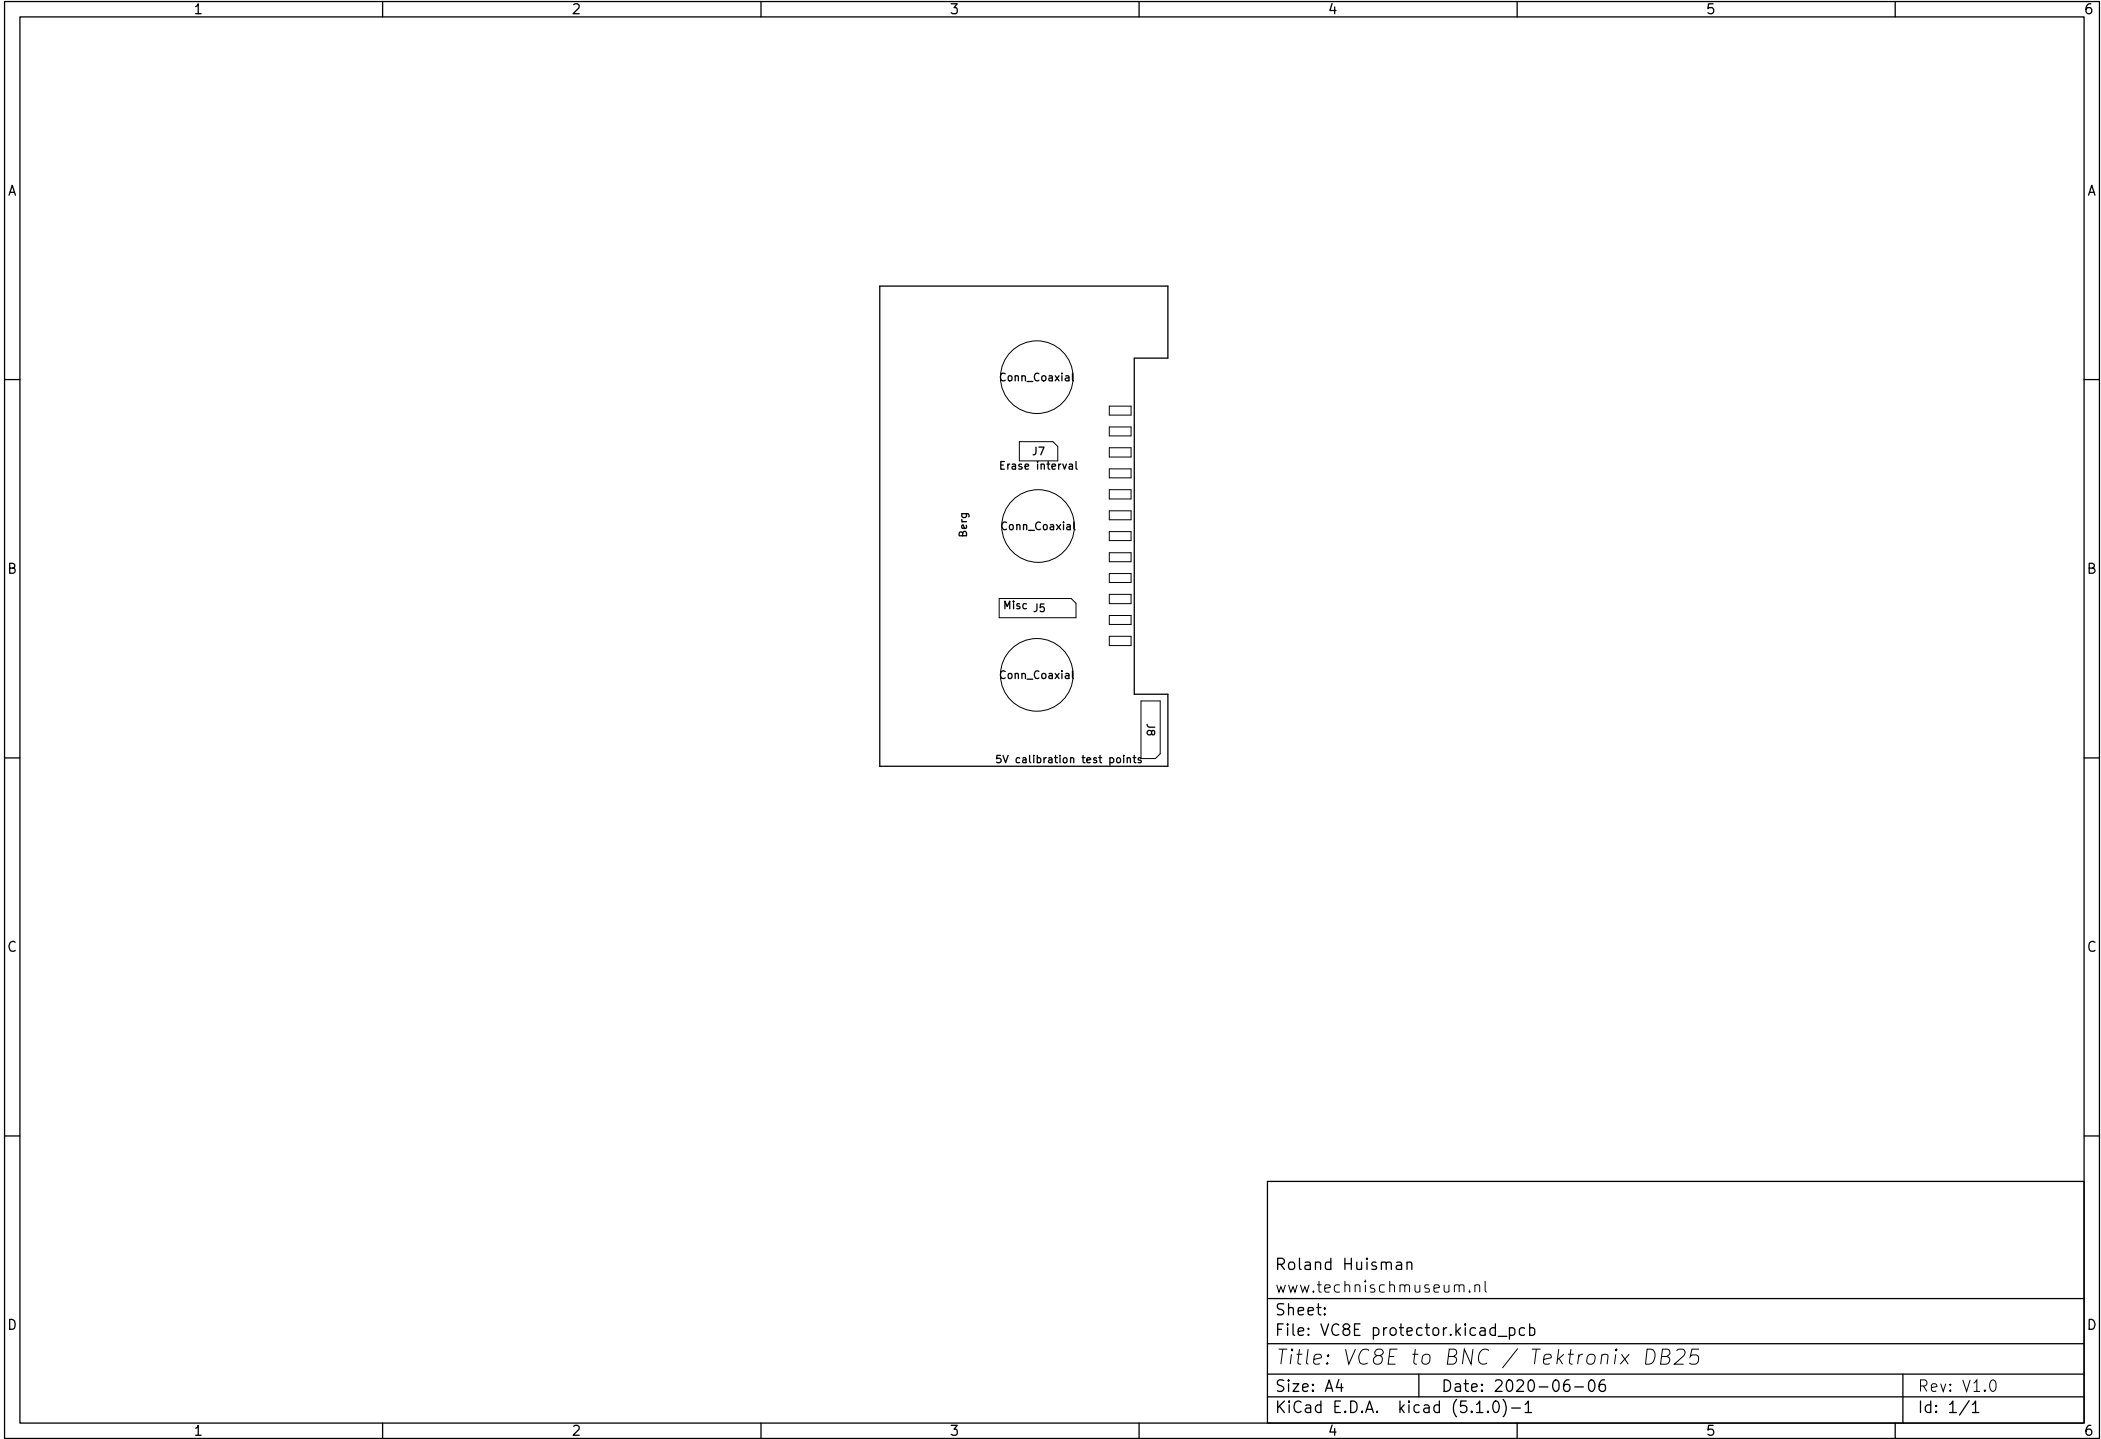 1 2 3 4 5 6
A A
Conn_Coaxial
J7
Erase interval
Berg
Conn_Coaxial
B B
Misc J5
Conn_Coaxial
J8
5V calibration test points
C C
Roland Huisman
www.technischmuseum.nl
Sheet:
File: VC8E protector.kicad_pcb
D D
Title: VC8E to BNC / Tektronix DB25
Size: A4 Date: 2020-06-06 Rev: V1.0
KiCad E.D.A. kicad (5.1.0)-1 Id: 1/1
1 2 3 4 5 6